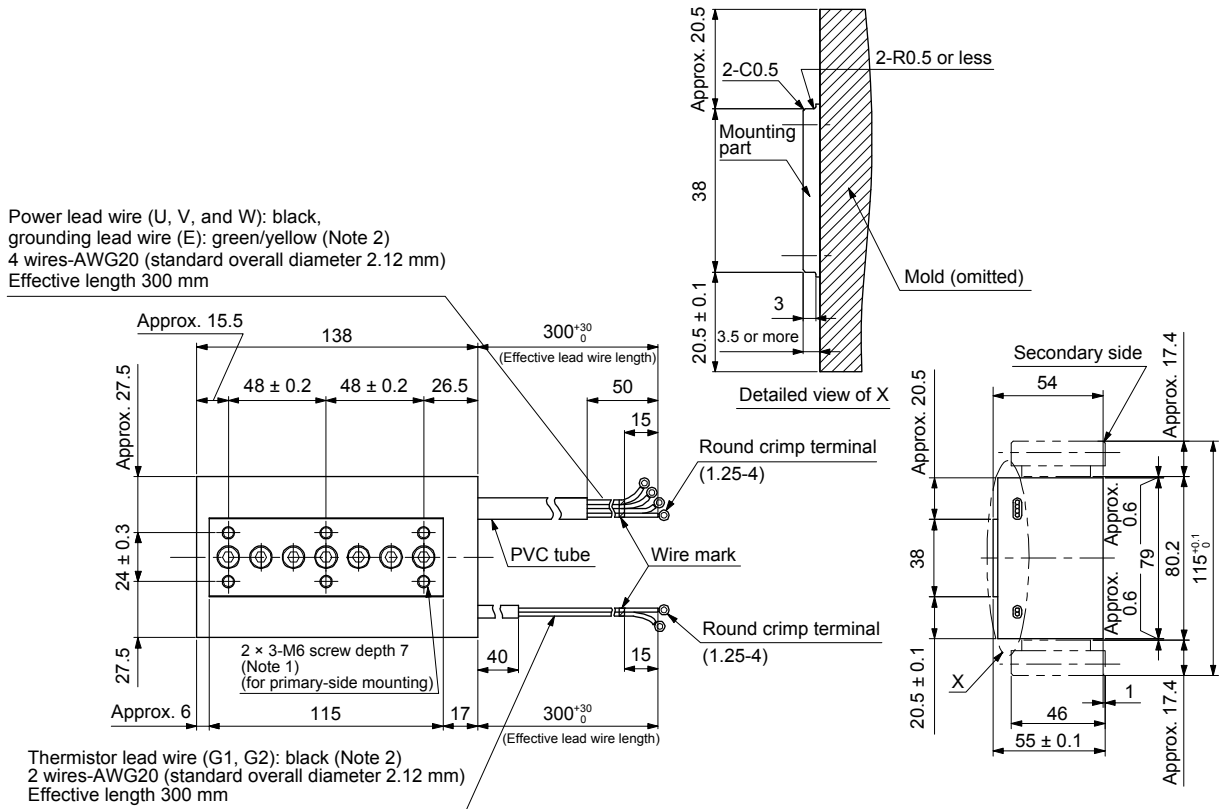 Approx. 20.5
2-C0.5
2-R0.5 or less
Mounting
part
38
Mold (omitted)
20.5 ± 0.1
3
3.5 or more
Detailed view of X
Power lead wire (U, V, and W): black,
grounding lead wire (E): green/yellow (Note 2)
4 wires-AWG20 (standard overall diameter 2.12 mm)
Effective length 300 mm
Approx. 15.5
138
300 +30 0
(Effective lead wire length)
48 ± 0.2
48 ± 0.2
26.5
50
15
Approx. 27.5
24 ± 0.3
27.5
Round crimp terminal
(1.25-4)
PVC tube
Wire mark
2 × 3-M6 screw depth 7
(Note 1)
(for primary-side mounting)
40
15
Round crimp terminal
(1.25-4)
Approx. 6
115
17
300 +30 0
(Effective lead wire length)
Thermistor lead wire (G1, G2): black (Note 2)
2 wires-AWG20 (standard overall diameter 2.12 mm)
Effective length 300 mm
Secondary side
54
Approx. 20.5
38
20.5 ± 0.1
Approx. 17.4
Approx.
0.6
79
80.2
115 +0.1 0
Approx.
0.6
X
1
46
55 ± 0.1
Approx. 17.4